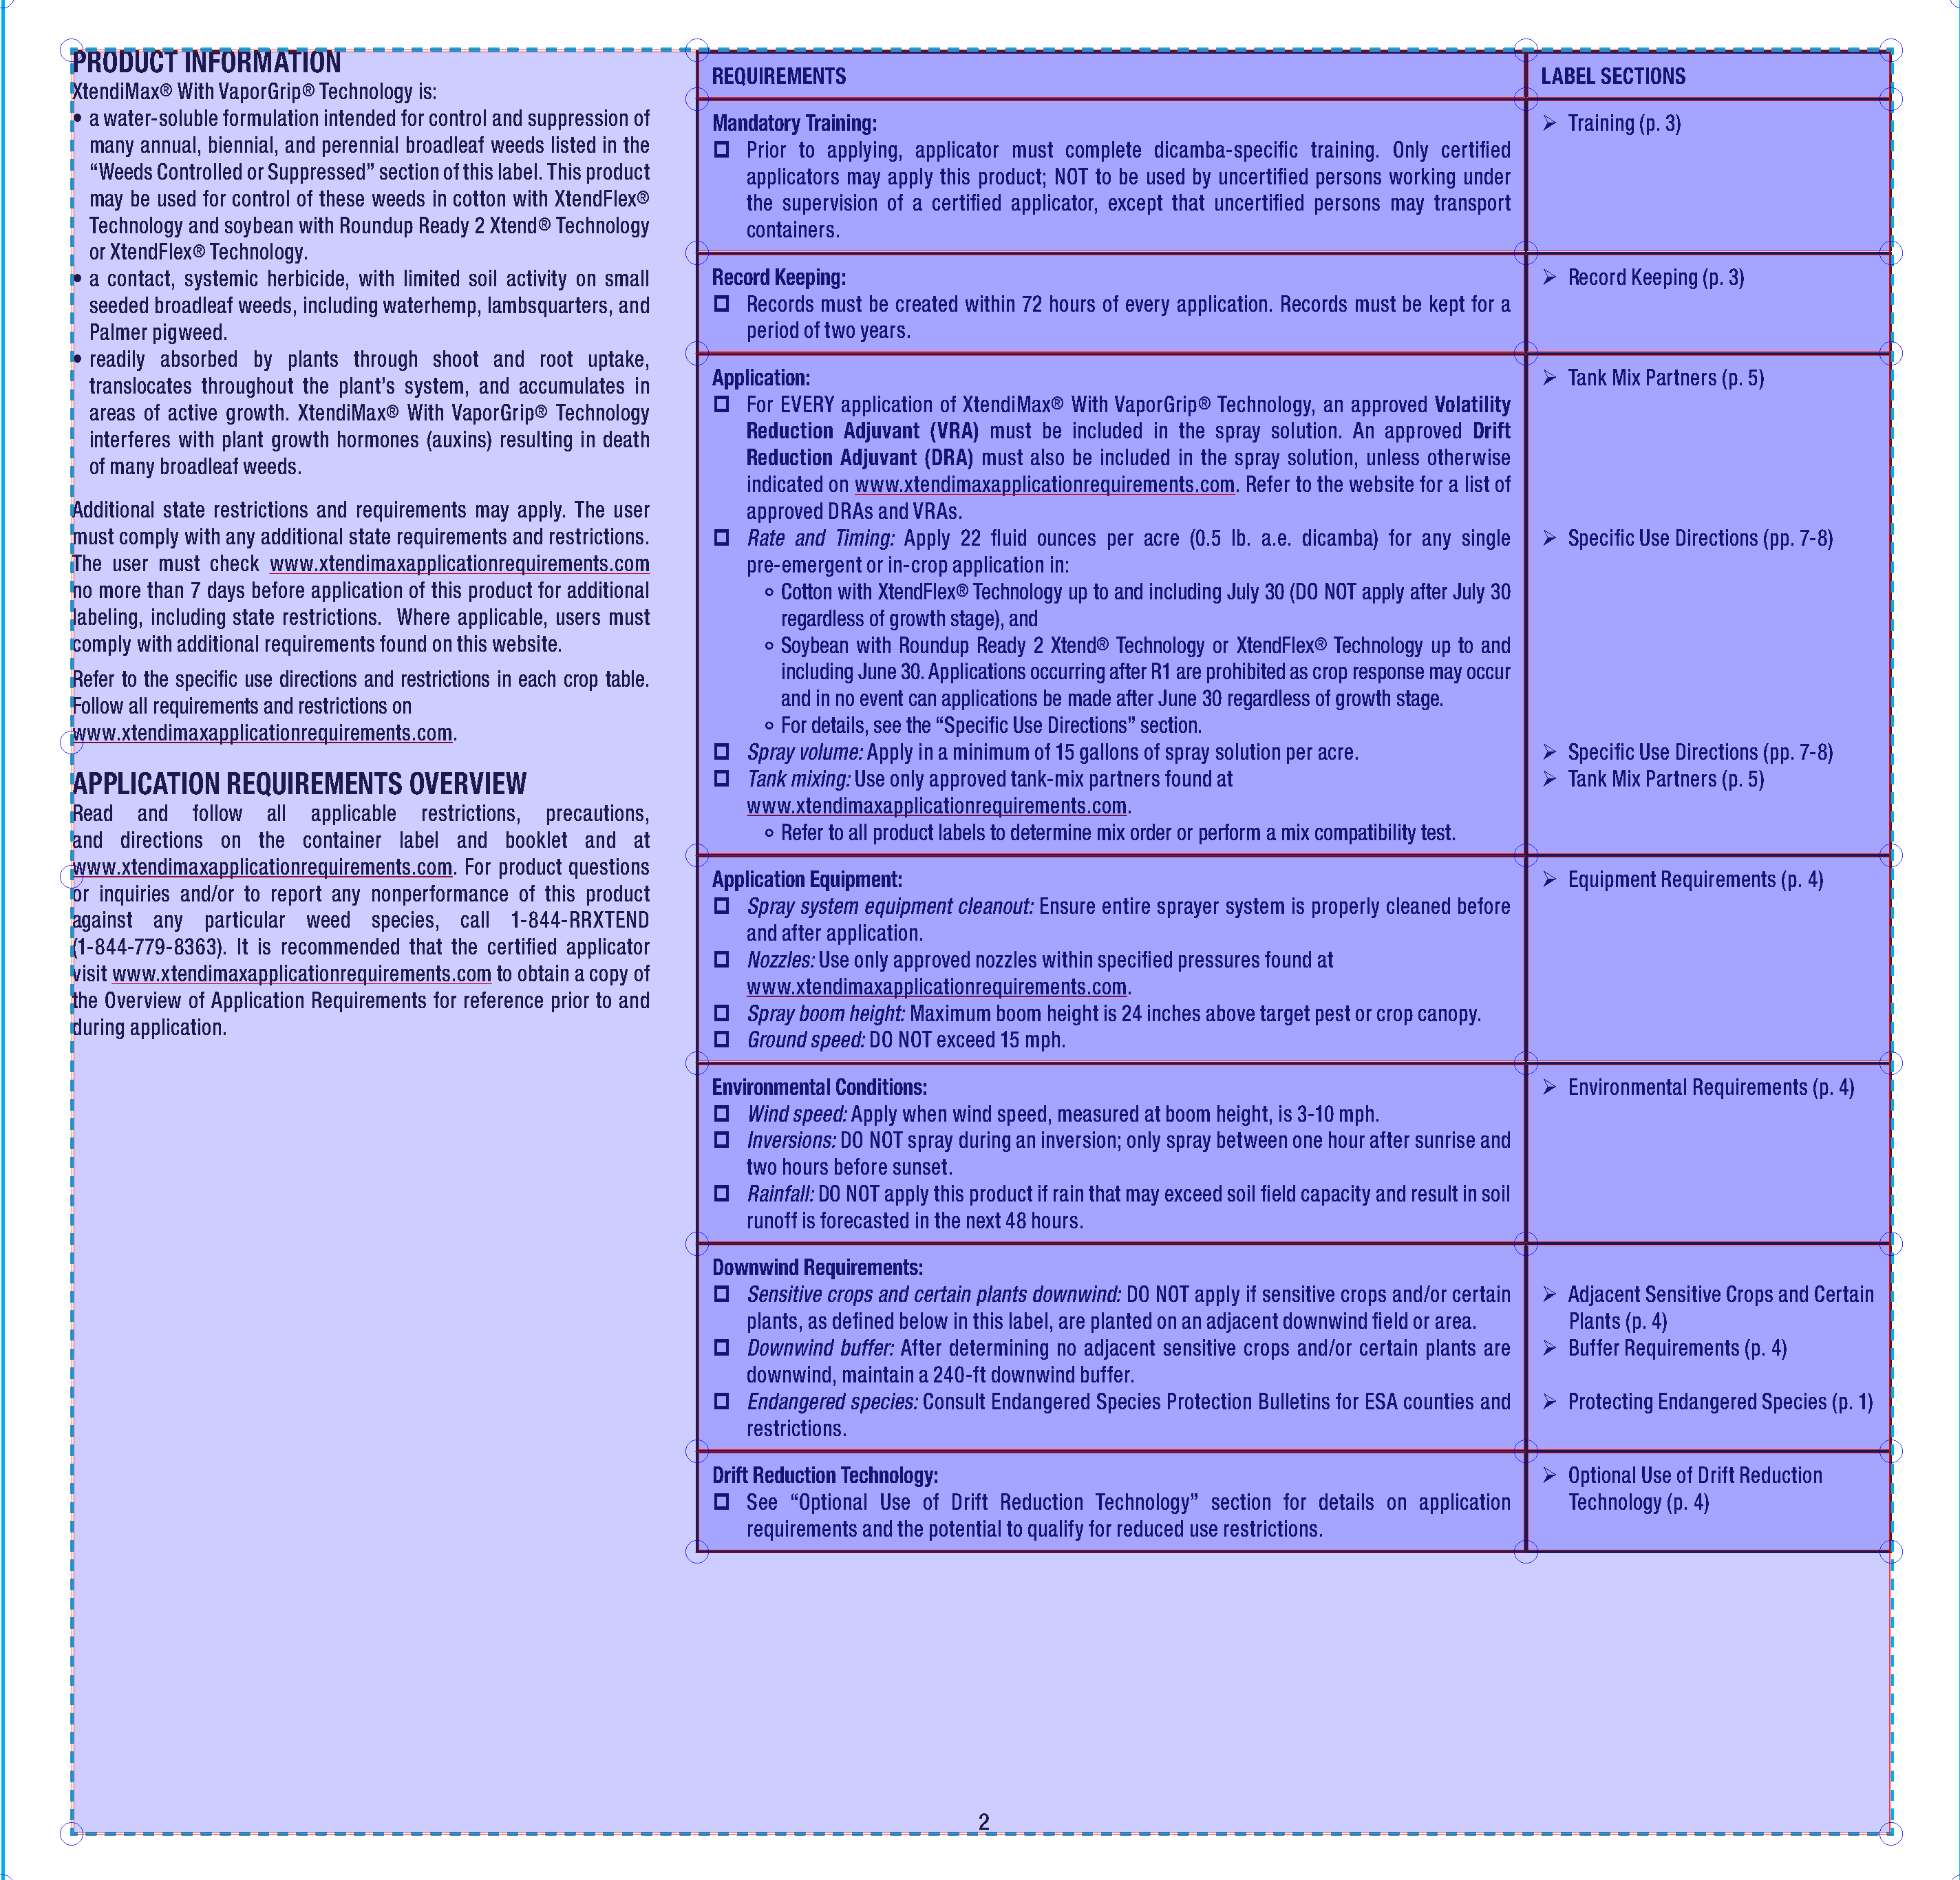 PRODUCT INFORMATION
XtendiMax® With VaporGrip® Technology is:
• a water-soluble formulation intended for control and suppression of
many annual, biennial, and perennial broadleaf weeds listed in the
“Weeds Controlled or Suppressed” section of this label. This product
may be used for control of these weeds in cotton with XtendFlex®
Technology and soybean with Roundup Ready 2 Xtend® Technology
or XtendFlex® Technology.
• a contact, systemic herbicide, with limited soil activity on small
seeded broadleaf weeds, including waterhemp, lambsquarters, and
Palmer pigweed.
• readily absorbed by plants through shoot and root uptake,
translocates throughout the plant’s system, and accumulates in
areas of active growth. XtendiMax® With VaporGrip® Technology
interferes with plant growth hormones (auxins) resulting in death
of many broadleaf weeds.
Additional state restrictions and requirements may apply. The user
must comply with any additional state requirements and restrictions.
The user must check www.xtendimaxapplicationrequirements.com
no more than 7 days before application of this product for additional
labeling, including state restrictions. Where applicable, users must
comply with additional requirements found on this website.
Refer to the specific use directions and restrictions in each crop table.
Follow all requirements and restrictions on
www.xtendimaxapplicationrequirements.com.
APPLICATION REQUIREMENTS OVERVIEW
Read and follow all applicable restrictions, precautions,
and directions on the container label and booklet and at
www.xtendimaxapplicationrequirements.com. For product questions
or inquiries and/or to report any nonperformance of this product
against any particular weed species, call 1-844-RRXTEND
(1-844-779-8363). It is recommended that the certified applicator
visit www.xtendimaxapplicationrequirements.com to obtain a copy of
the Overview of Application Requirements for reference prior to and
during application.
REQUIREMENTS
LABEL SECTIONS
Mandatory Training:
➢ Training (p. 3)
❑ Prior to applying, applicator must complete dicamba-specific training. Only certified
applicators may apply this product; NOT to be used by uncertified persons working under
the supervision of a certified applicator, except that uncertified persons may transport
containers.
Record Keeping:
➢ Record Keeping (p. 3)
❑ Records must be created within 72 hours of every application. Records must be kept for a
period of two years.
Application:
➢ Tank Mix Partners (p. 5)
❑ For EVERY application of XtendiMax® With VaporGrip® Technology, an approved Volatility
Reduction Adjuvant (VRA) must be included in the spray solution. An approved Drift
Reduction Adjuvant (DRA) must also be included in the spray solution, unless otherwise
indicated on www.xtendimaxapplicationrequirements.com. Refer to the website for a list of
approved DRAs and VRAs.
❑ Rate and Timing: Apply 22 fluid ounces per acre (0.5 lb. a.e. dicamba) for any single
➢ Specific Use Directions (pp. 7-8)
pre-emergent or in-crop application in:
° Cotton with XtendFlex® Technology up to and including July 30 (DO NOT apply after July 30
regardless of growth stage), and
° Soybean with Roundup Ready 2 Xtend® Technology or XtendFlex® Technology up to and
including June 30. Applications occurring after R1 are prohibited as crop response may occur
and in no event can applications be made after June 30 regardless of growth stage.
° For details, see the “Specific Use Directions” section.
❑ Spray volume: Apply in a minimum of 15 gallons of spray solution per acre.
➢ Specific Use Directions (pp. 7-8)
❑ Tank mixing: Use only approved tank-mix partners found at
➢ Tank Mix Partners (p. 5)
www.xtendimaxapplicationrequirements.com.
° Refer to all product labels to determine mix order or perform a mix compatibility test.
Application Equipment:
➢ Equipment Requirements (p. 4)
❑ Spray system equipment cleanout: Ensure entire sprayer system is properly cleaned before
and after application.
❑ Nozzles: Use only approved nozzles within specified pressures found at
www.xtendimaxapplicationrequirements.com.
❑ Spray boom height: Maximum boom height is 24 inches above target pest or crop canopy.
❑ Ground speed: DO NOT exceed 15 mph.
Environmental Conditions:
➢ Environmental Requirements (p. 4)
❑ Wind speed: Apply when wind speed, measured at boom height, is 3-10 mph.
❑ Inversions: DO NOT spray during an inversion; only spray between one hour after sunrise and
two hours before sunset.
❑ Rainfall: DO NOT apply this product if rain that may exceed soil field capacity and result in soil
runoff is forecasted in the next 48 hours.
Downwind Requirements:
❑ Sensitive crops and certain plants downwind: DO NOT apply if sensitive crops and/or certain
➢ Adjacent Sensitive Crops and Certain
plants, as defined below in this label, are planted on an adjacent downwind field or area.
Plants (p. 4)
❑ Downwind buffer: After determining no adjacent sensitive crops and/or certain plants are
➢ Buffer Requirements (p. 4)
downwind, maintain a 240-ft downwind buffer.
❑ Endangered species: Consult Endangered Species Protection Bulletins for ESA counties and
➢ Protecting Endangered Species (p. 1)
restrictions.
Drift Reduction Technology:
➢ Optional Use of Drift Reduction
❑ See “Optional Use of Drift Reduction Technology” section for details on application
Technology (p. 4)
requirements and the potential to qualify for reduced use restrictions.
2